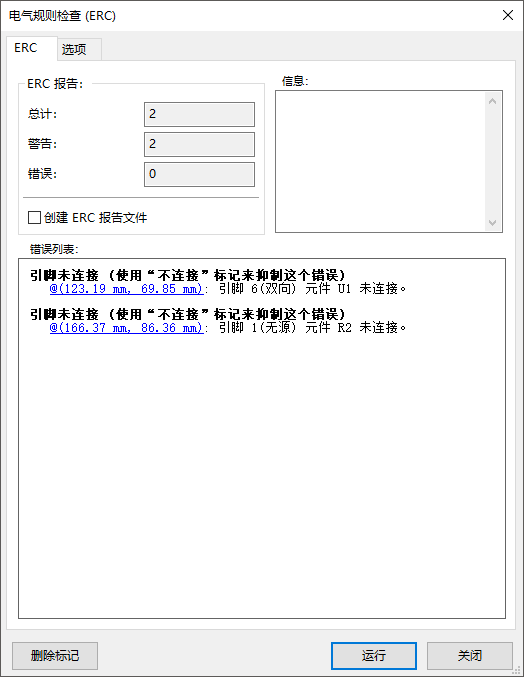 电气规则检查 (ERC)
ERC
选项
ERC 报告:
信息:
总计: 2
警告: 2
错误: 0
创建 ERC 报告文件
错误列表:
引脚未连接 (使用“不连接”标记来抑制这个错误)
@(123.19 mm, 69.85 mm): 引脚 6(双向) 元件 U1 未连接。
引脚未连接 (使用“不连接”标记来抑制这个错误)
@(166.37 mm, 86.36 mm): 引脚 1(无源) 元件 R2 未连接。
删除标记
运行
关闭